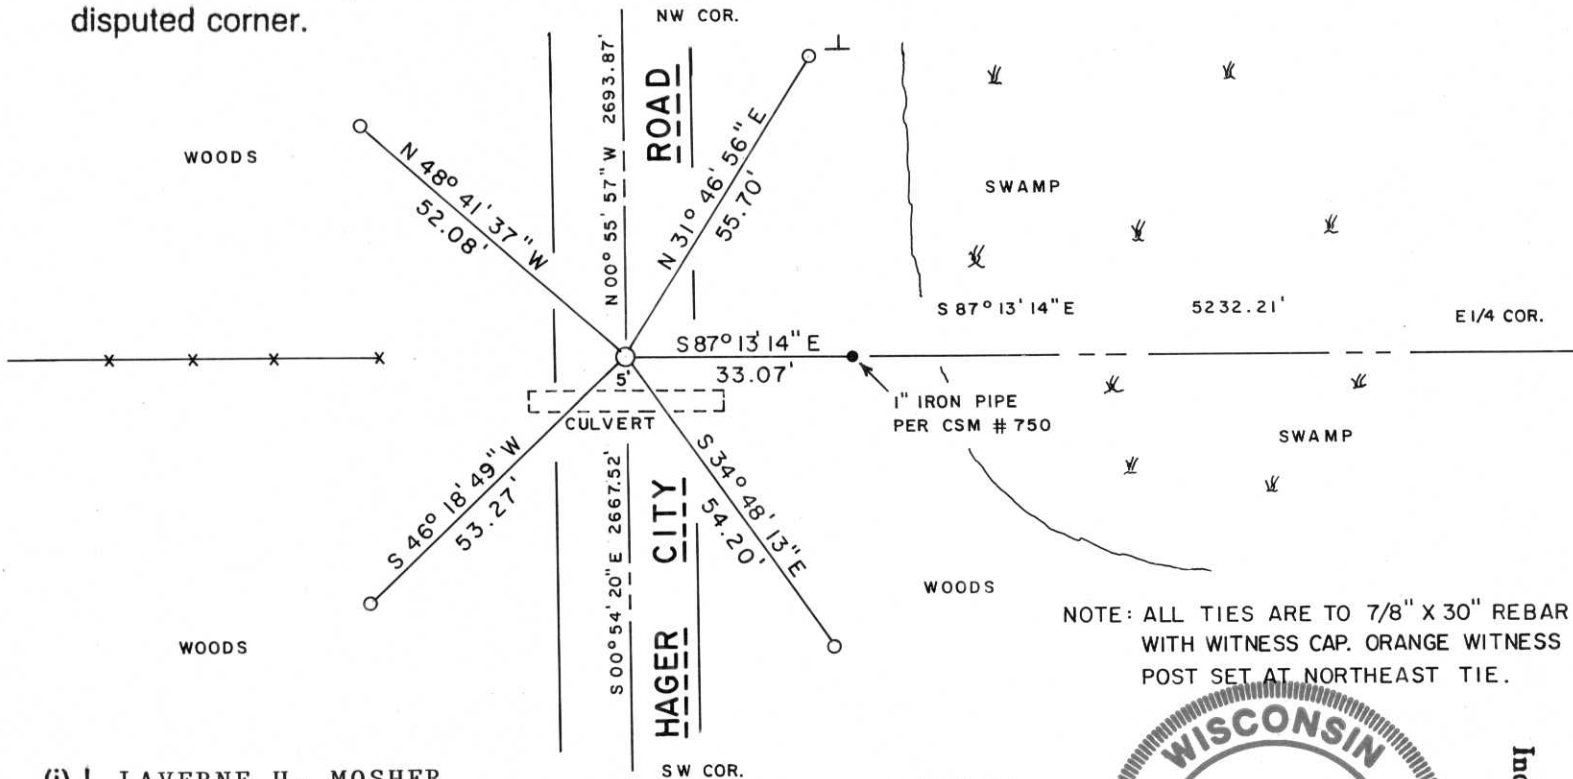 disputed corner.
NW COR.
N 00° 55' 57" W 2693.87'
ROAD
WOODS
N 48° 41' 37" W
52.08'
N 31° 46' 56" E
55.70'
SWAMP
S 87° 13' 14" E 5232.21'
E 1/4 COR.
S 87° 13' 14" E
33.07'
5'
CULVERT
1" IRON PIPE
PER CSM # 750
SWAMP
S 46° 18' 49" W
53.27'
S 00° 54' 20" E 2667.52'
HAGER CITY
S 34° 48' 13" E
54.20'
WOODS
WOODS
NOTE: ALL TIES ARE TO 7/8" X 30" REBAR
WITH WITNESS CAP. ORANGE WITNESS
POST SET AT NORTHEAST TIE.
WISCONSIN
SW COR.
(i) I, LAVERNE H. MOSHER